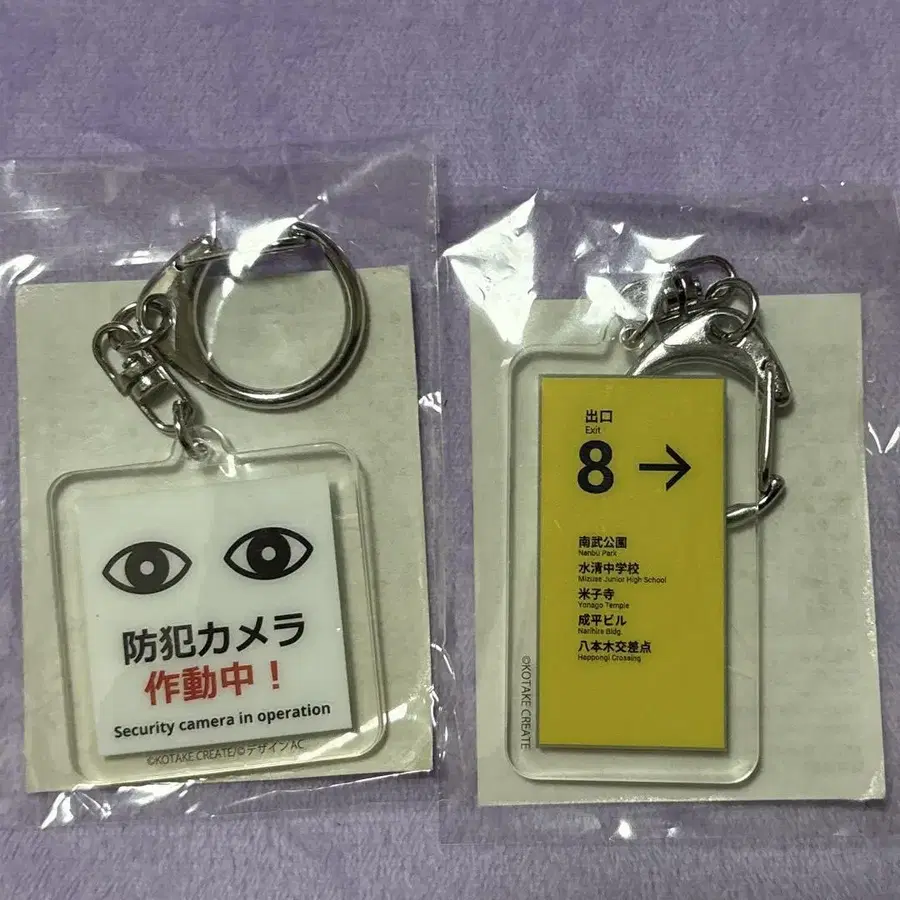 防犯カメラ
作動中！
Security camera in operation
©KOTAKE CREATE/©デザインAC
出口
Exit
8 →
南武公園
Nanbu Park
水清中学校
Mizuse Junior High School
米子寺
Yonago Temple
成平ビル
Narihire Bldg.
八本木交差点
Happongi Crossing
©KOTAKE CREATE